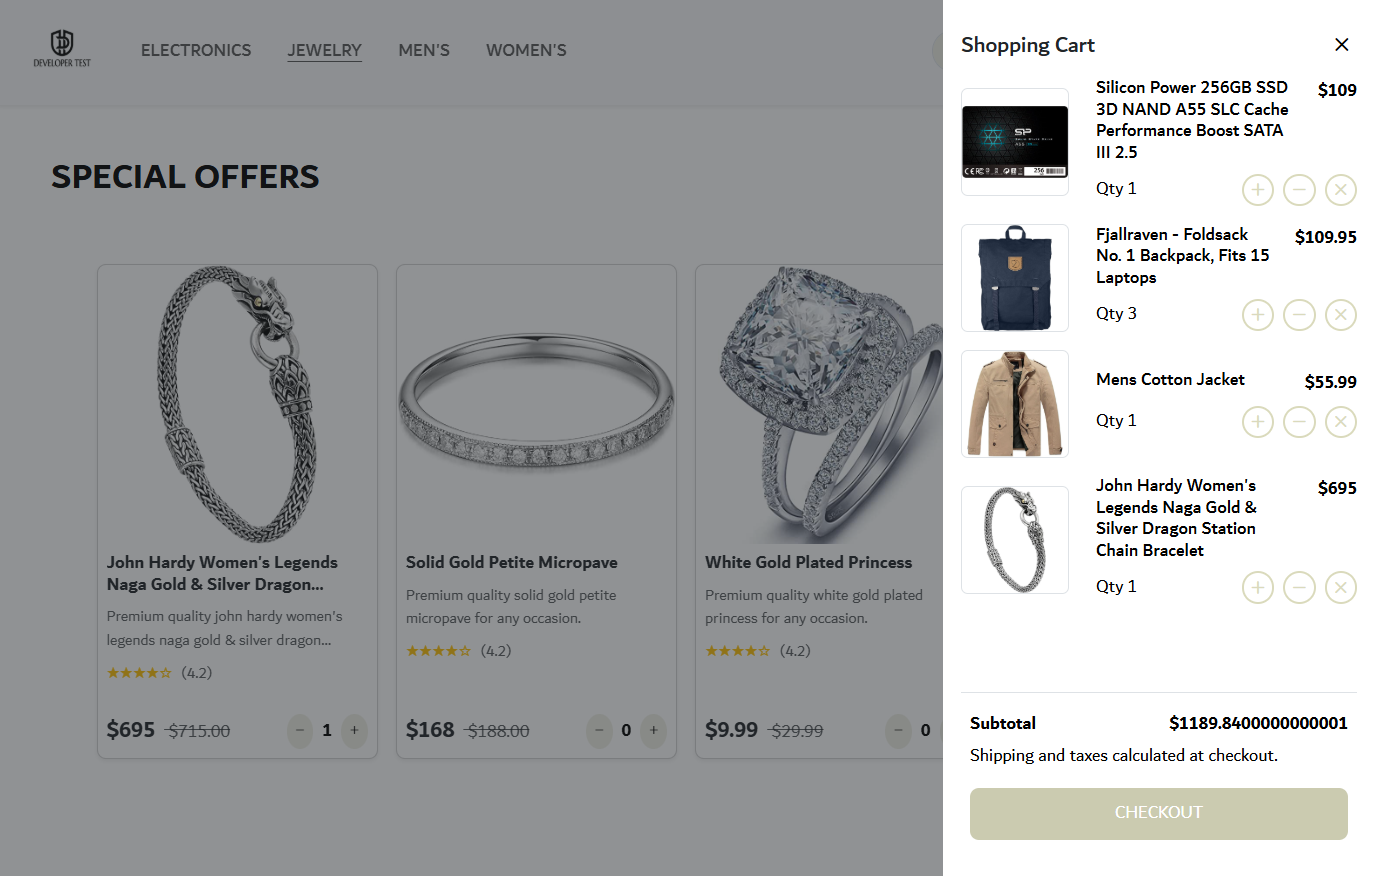 DEVELOPER TEST
ELECTRONICS
JEWELRY
MEN'S
WOMEN'S
SPECIAL OFFERS
John Hardy Women's Legends
Naga Gold & Silver Dragon...
Premium quality john hardy women's
legends naga gold & silver dragon...
★★★★☆ (4.2)
$695 $715.00
− 1 +
Solid Gold Petite Micropave
Premium quality solid gold petite
micropave for any occasion.
★★★★☆ (4.2)
$168 $188.00
− 0 +
White Gold Plated Princess
Premium quality white gold plated
princess for any occasion.
★★★★☆ (4.2)
$9.99 $29.99
− 0
Shopping Cart
SP
256
Silicon Power 256GB SSD
3D NAND A55 SLC Cache
Performance Boost SATA
III 2.5
$109
Qty 1
Fjallraven - Foldsack
No. 1 Backpack, Fits 15
Laptops
$109.95
Qty 3
Mens Cotton Jacket
$55.99
Qty 1
John Hardy Women's
Legends Naga Gold &
Silver Dragon Station
Chain Bracelet
$695
Qty 1
Subtotal
$1189.8400000000001
Shipping and taxes calculated at checkout.
CHECKOUT